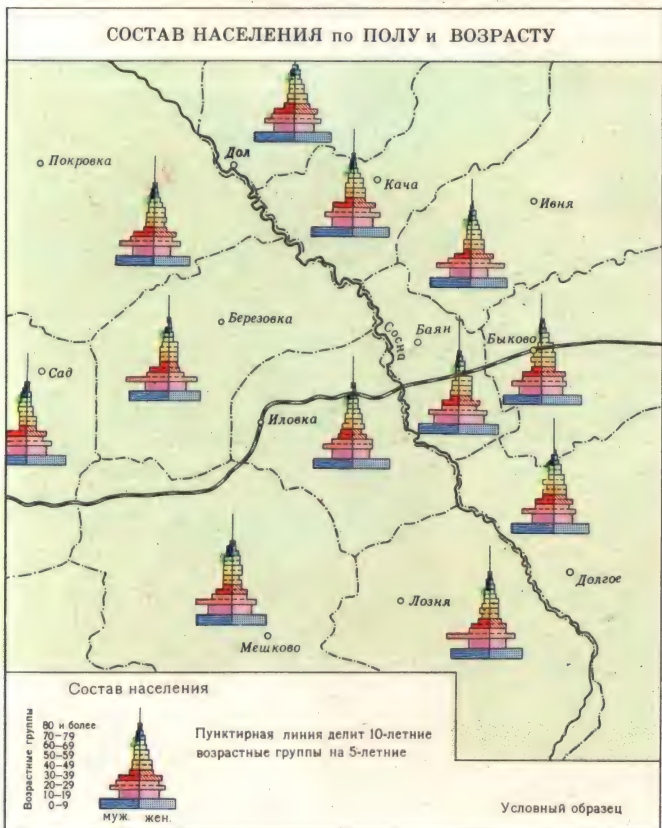 СОСТАВ НАСЕЛЕНИЯ по ПОЛУ и ВОЗРАСТУ
Покровка
Дол
Кача
Ивня
Березовка
Сосна
Баян
Быково
Сад
Иловка
Долгое
Лозня
Мешково
Состав населения
Возрастные группы
80 и более
70–79
60–69
50–59
40–49
30–39
20–29
10–19
0–9
муж. жен.
Пунктирная линия делит 10-летние
возрастные группы на 5-летние
Условный образец